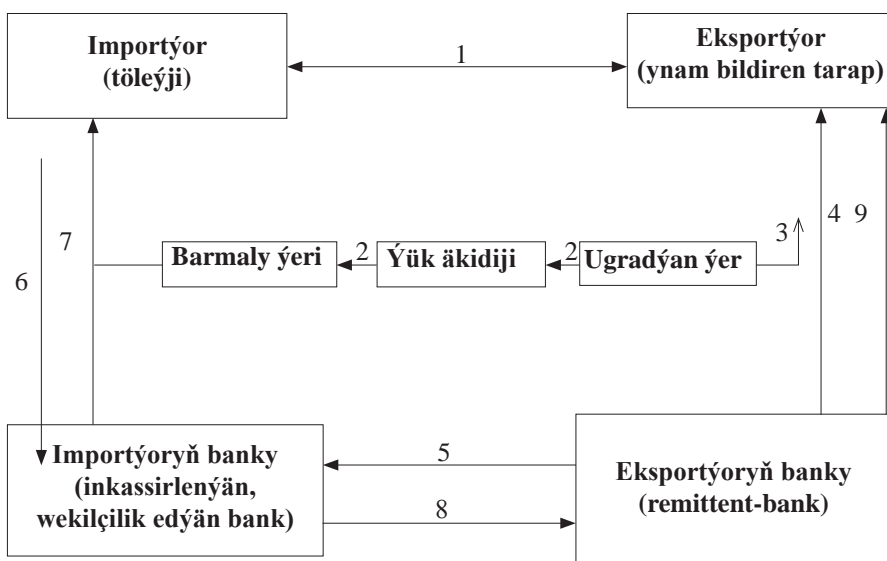 Importýor
(töleýji)
1
Eksportýor
(ynam bildiren tarap)
4 9
3
7
2
2
Barmaly ýeri
Ýük äkidiji
Ugradýan ýer
6
Importýoryň banky
(inkassirlenýän,
wekilçilik edýän bank)
5
8
Eksportýoryň banky
(remittent-bank)